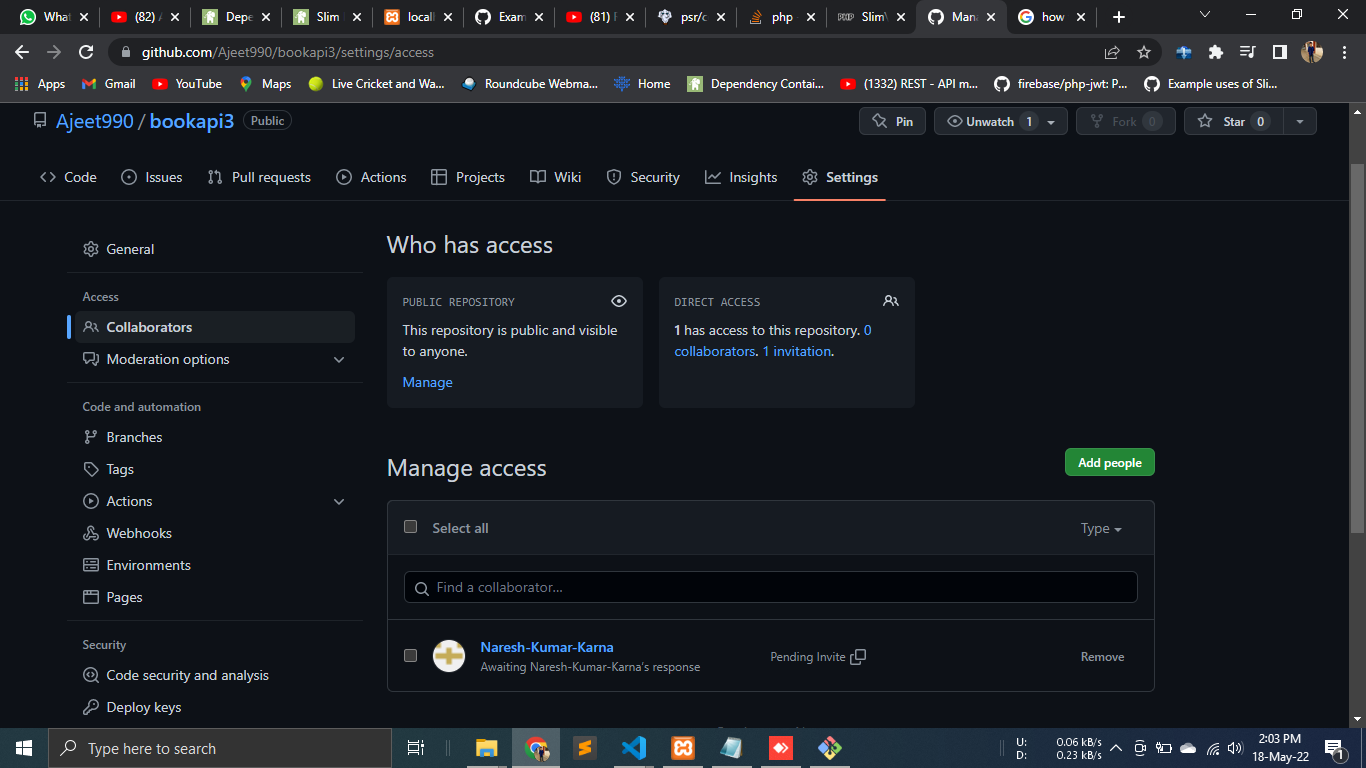 What
(82)
Depe
Slim
locall
Exam
(81)
psr/c
php
Slim\
Mana
how
github.com/Ajeet990/bookapi3/settings/access
Apps
Gmail
YouTube
Maps
Live Cricket and Wa...
Roundcube Webma...
Home
Dependency Contai...
(1332) REST - API m...
firebase/php-jwt: P...
Example uses of Sli...
Ajeet990 / bookapi3 Public
Pin
Unwatch 1
Fork 0
Star 0
Code
Issues
Pull requests
Actions
Projects
Wiki
Security
Insights
Settings
General
Access
Collaborators
Moderation options
Code and automation
Branches
Tags
Actions
Webhooks
Environments
Pages
Security
Code security and analysis
Deploy keys
Who has access
PUBLIC REPOSITORY
This repository is public and visible
to anyone.
Manage
DIRECT ACCESS
1 has access to this repository. 0
collaborators. 1 invitation.
Manage access
Add people
Select all
Type
Find a collaborator...
Naresh-Kumar-Karna
Awaiting Naresh-Kumar-Karna's response
Pending Invite
Remove
Type here to search
U: 0.06 kB/s
D: 0.23 kB/s
2:03 PM
18-May-22
1